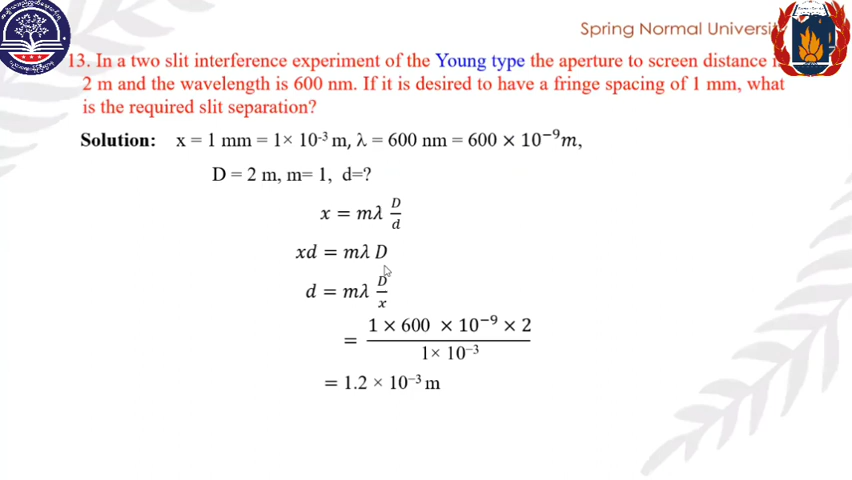 Spring Normal Universi
13. In a two slit interference experiment of the Young type the aperture to screen distance i
2 m and the wavelength is 600 nm. If it is desired to have a fringe spacing of 1 mm, what
is the required slit separation?
Solution: x = 1 mm = 1× 10⁻³ m, λ = 600 nm = 600 × 10⁻⁹m,
D = 2 m, m= 1, d=?
x = mλ D/d
xd = mλ D
d = mλ D/x
= (1 × 600 × 10⁻⁹ × 2)/(1× 10⁻³)
= 1.2 × 10⁻³ m